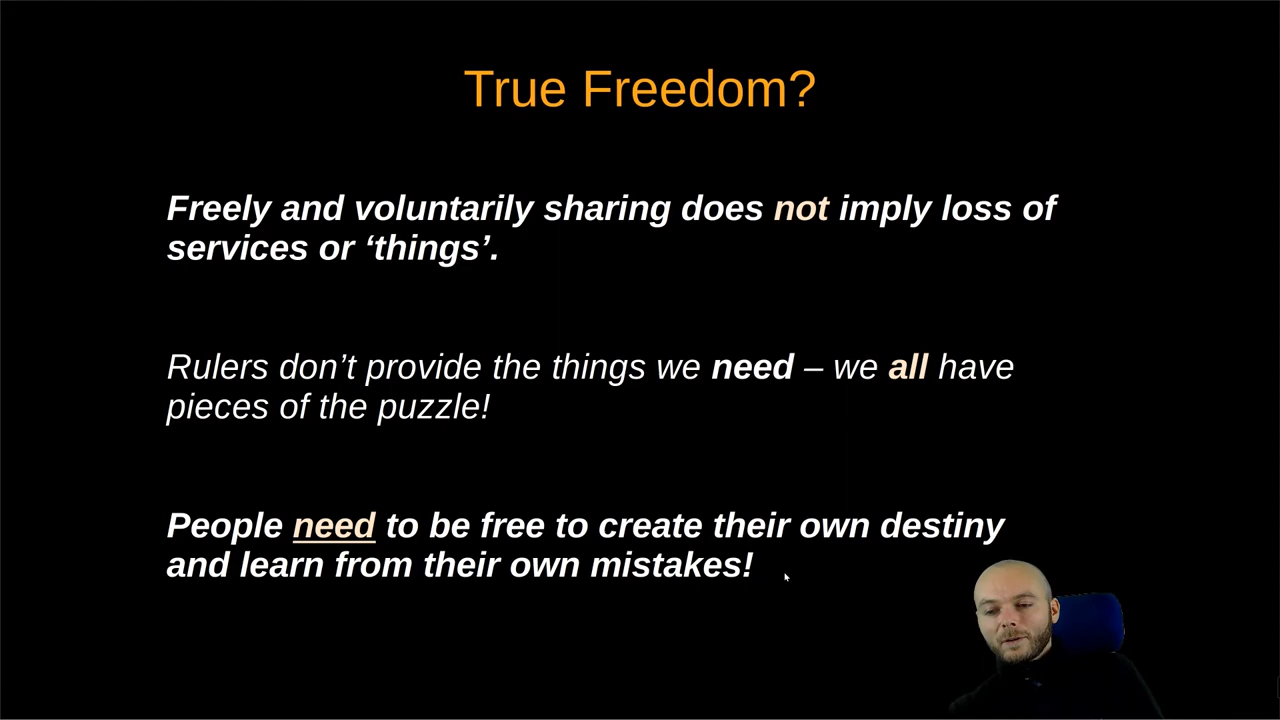 True Freedom?
Freely and voluntarily sharing does not imply loss of
services or ‘things’.
Rulers don’t provide the things we need – we all have
pieces of the puzzle!
People need to be free to create their own destiny
and learn from their own mistakes!